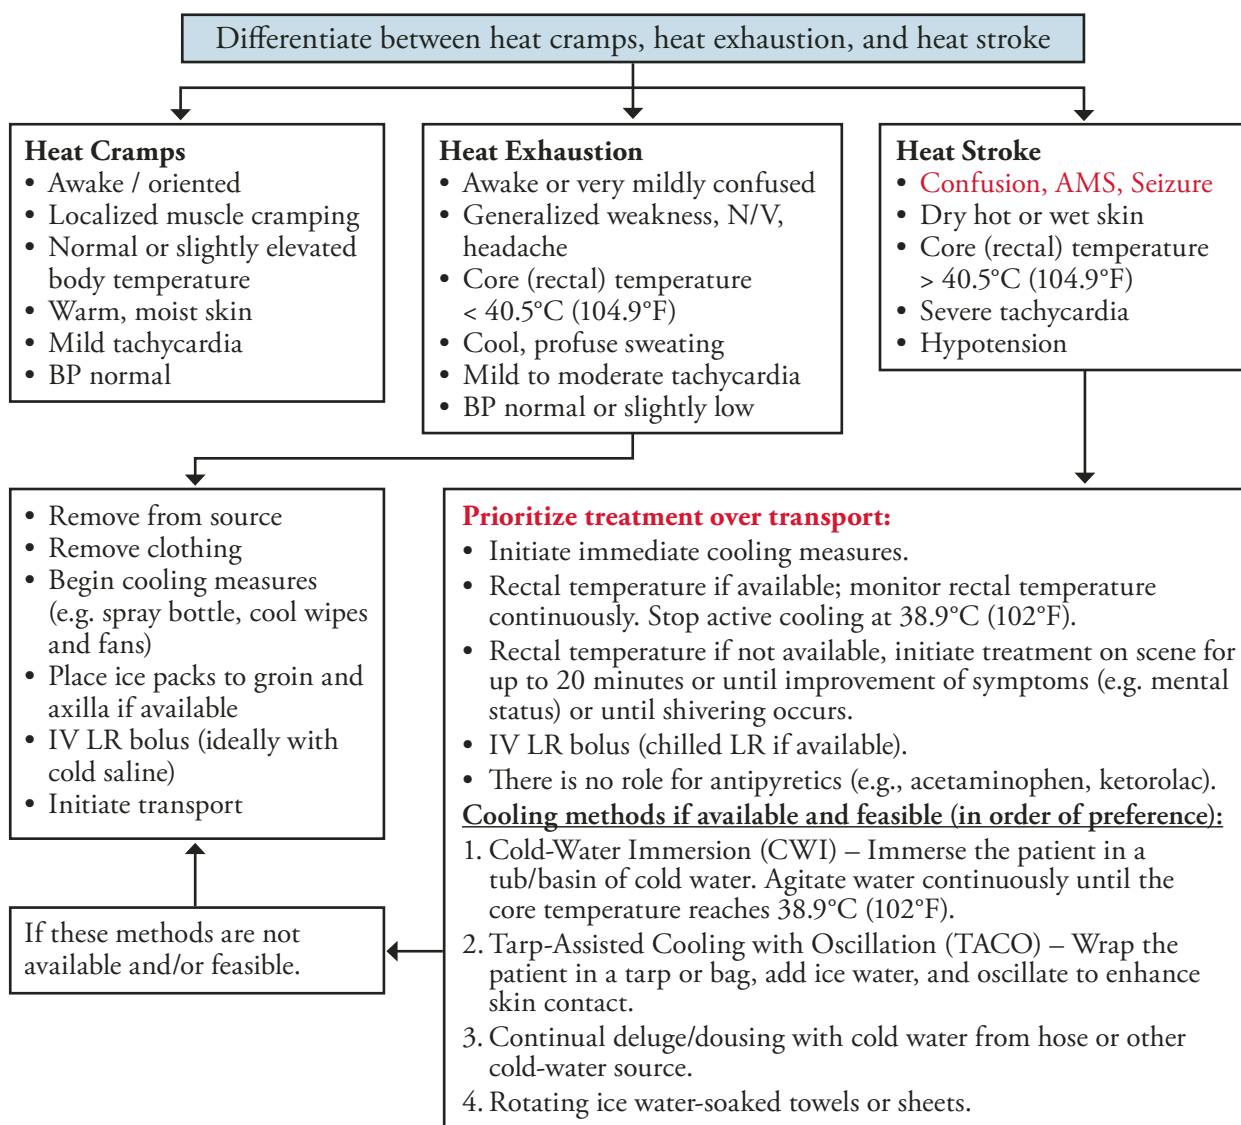 Differentiate between heat cramps, heat exhaustion, and heat stroke
Heat Cramps
• Awake / oriented
• Localized muscle cramping
• Normal or slightly elevated
body temperature
• Warm, moist skin
• Mild tachycardia
• BP normal
Heat Exhaustion
• Awake or very mildly confused
• Generalized weakness, N/V,
headache
• Core (rectal) temperature
< 40.5°C (104.9°F)
• Cool, profuse sweating
• Mild to moderate tachycardia
• BP normal or slightly low
Heat Stroke
• Confusion, AMS, Seizure
• Dry hot or wet skin
• Core (rectal) temperature
> 40.5°C (104.9°F)
• Severe tachycardia
• Hypotension
• Remove from source
• Remove clothing
• Begin cooling measures
(e.g. spray bottle, cool wipes
and fans)
• Place ice packs to groin and
axilla if available
• IV LR bolus (ideally with
cold saline)
• Initiate transport
If these methods are not
available and/or feasible.
Prioritize treatment over transport:
• Initiate immediate cooling measures.
• Rectal temperature if available; monitor rectal temperature
continuously. Stop active cooling at 38.9°C (102°F).
• Rectal temperature if not available, initiate treatment on scene for
up to 20 minutes or until improvement of symptoms (e.g. mental
status) or until shivering occurs.
• IV LR bolus (chilled LR if available).
• There is no role for antipyretics (e.g., acetaminophen, ketorolac).
Cooling methods if available and feasible (in order of preference):
1. Cold-Water Immersion (CWI) – Immerse the patient in a
tub/basin of cold water. Agitate water continuously until the
core temperature reaches 38.9°C (102°F).
2. Tarp-Assisted Cooling with Oscillation (TACO) – Wrap the
patient in a tarp or bag, add ice water, and oscillate to enhance
skin contact.
3. Continual deluge/dousing with cold water from hose or other
cold-water source.
4. Rotating ice water-soaked towels or sheets.